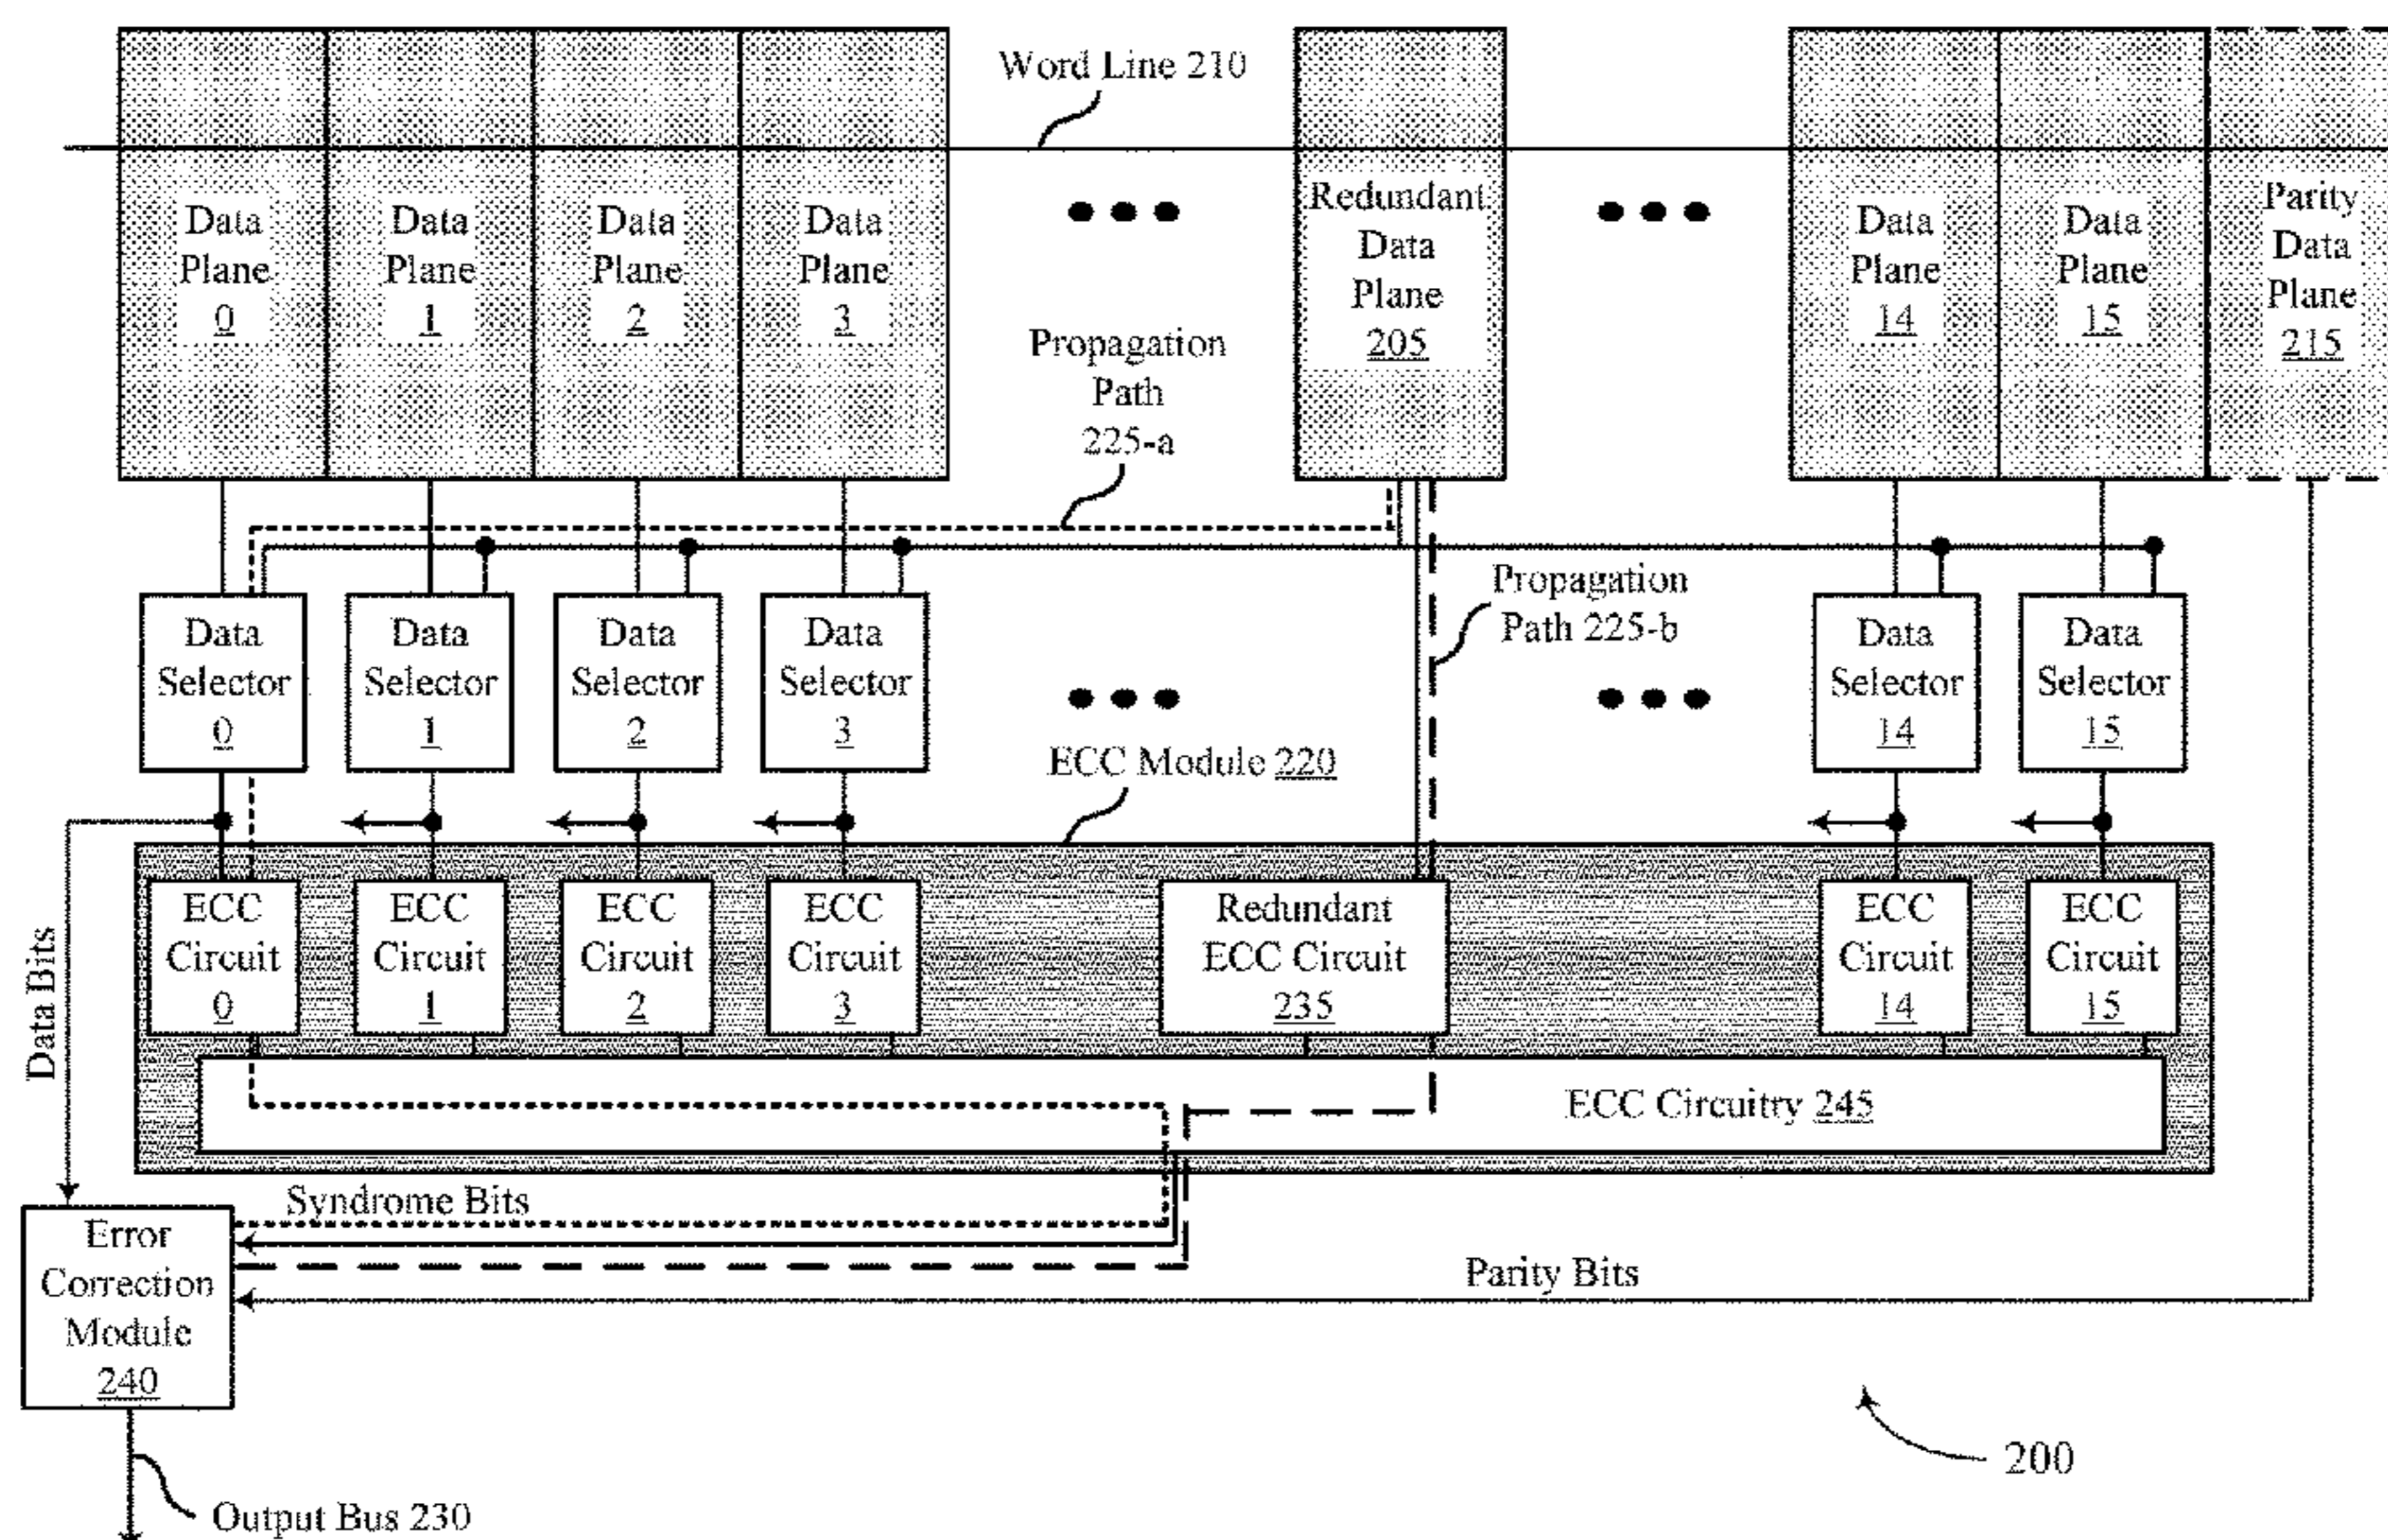 Word Line 210
Data
Plane
0
Data
Plane
1
Data
Plane
2
Data
Plane
3
Redundant
Data
Plane
205
Data
Plane
14
Data
Plane
15
Parity
Data
Plane
215
Propagation
Path
225-a
Propagation
Path 225-b
Data
Selector
0
Data
Selector
1
Data
Selector
2
Data
Selector
3
Data
Selector
14
Data
Selector
15
ECC Module 220
Data Bits
ECC
Circuit
0
ECC
Circuit
1
ECC
Circuit
2
ECC
Circuit
3
Redundant
ECC Circuit
235
ECC
Circuit
14
ECC
Circuit
15
ECC Circuitry 245
Syndrome Bits
Error
Correction
Module
240
Parity Bits
200
Output Bus 230